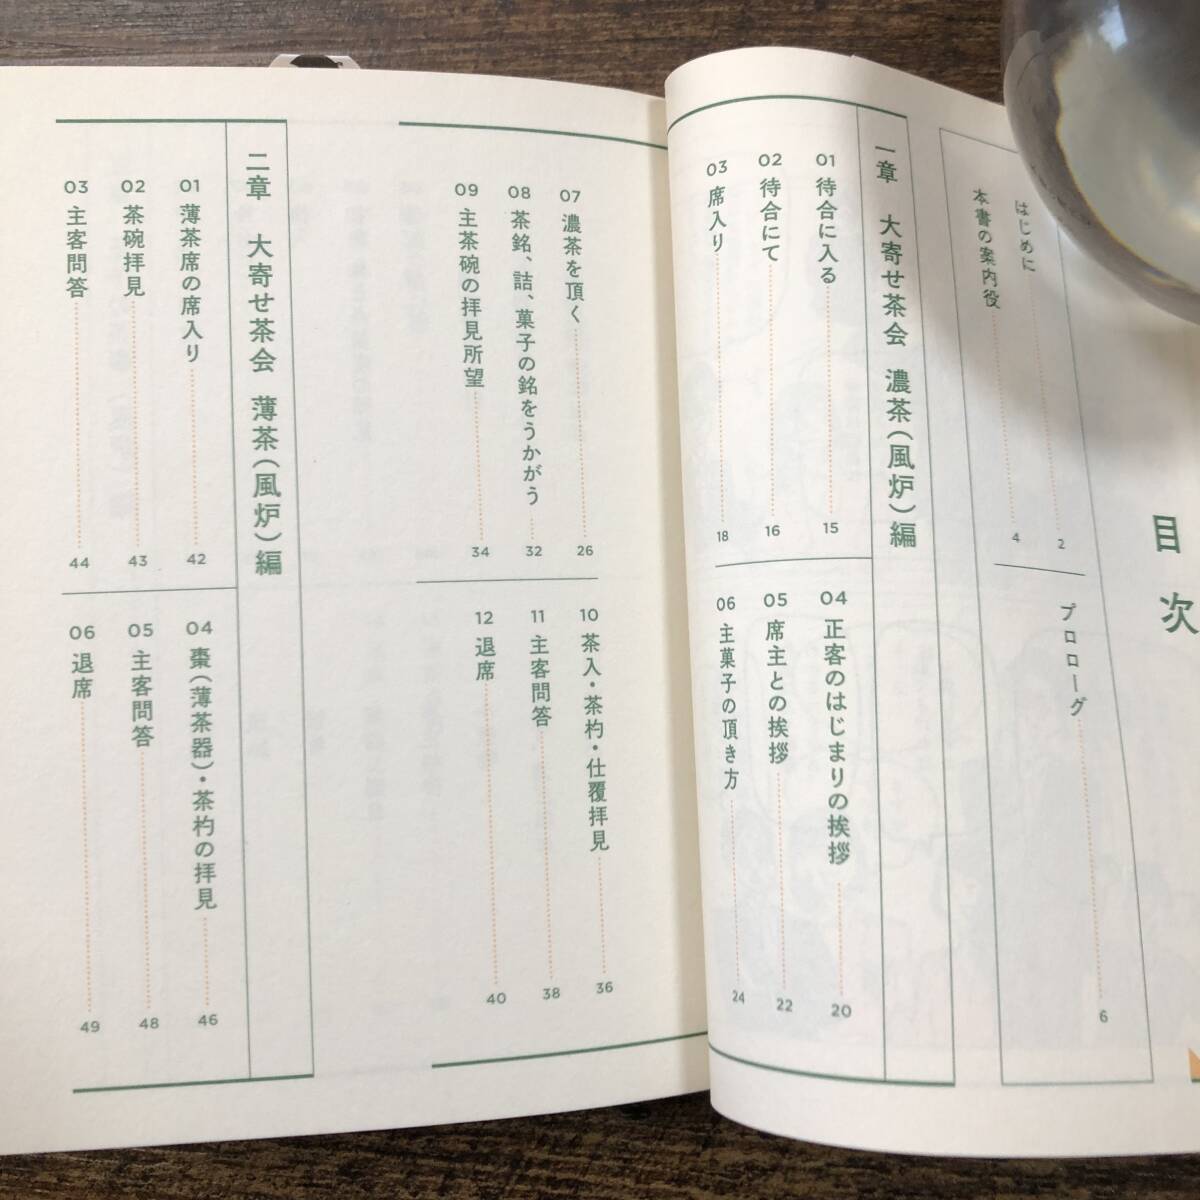 目次
はじめに 2
本書の案内役 4
プロローグ 6
一章 大寄せ茶会 濃茶(風炉)編
01 待合に入る 15
02 待合にて 16
03 席入り 18
04 正客のはじまりの挨拶 20
05 席主との挨拶 22
06 主菓子の頂き方 24
07 濃茶を頂く 26
08 茶銘、詰、菓子の銘をうかがう 32
09 主茶碗の拝見所望 34
10 茶入・茶杓・仕覆拝見 36
11 主客問答 38
12 退席 40
二章 大寄せ茶会 薄茶(風炉)編
01 薄茶席の席入り 42
02 茶碗拝見 43
03 主客問答 44
04 棗(薄茶器)・茶杓の拝見 46
05 主客問答 48
06 退席 49